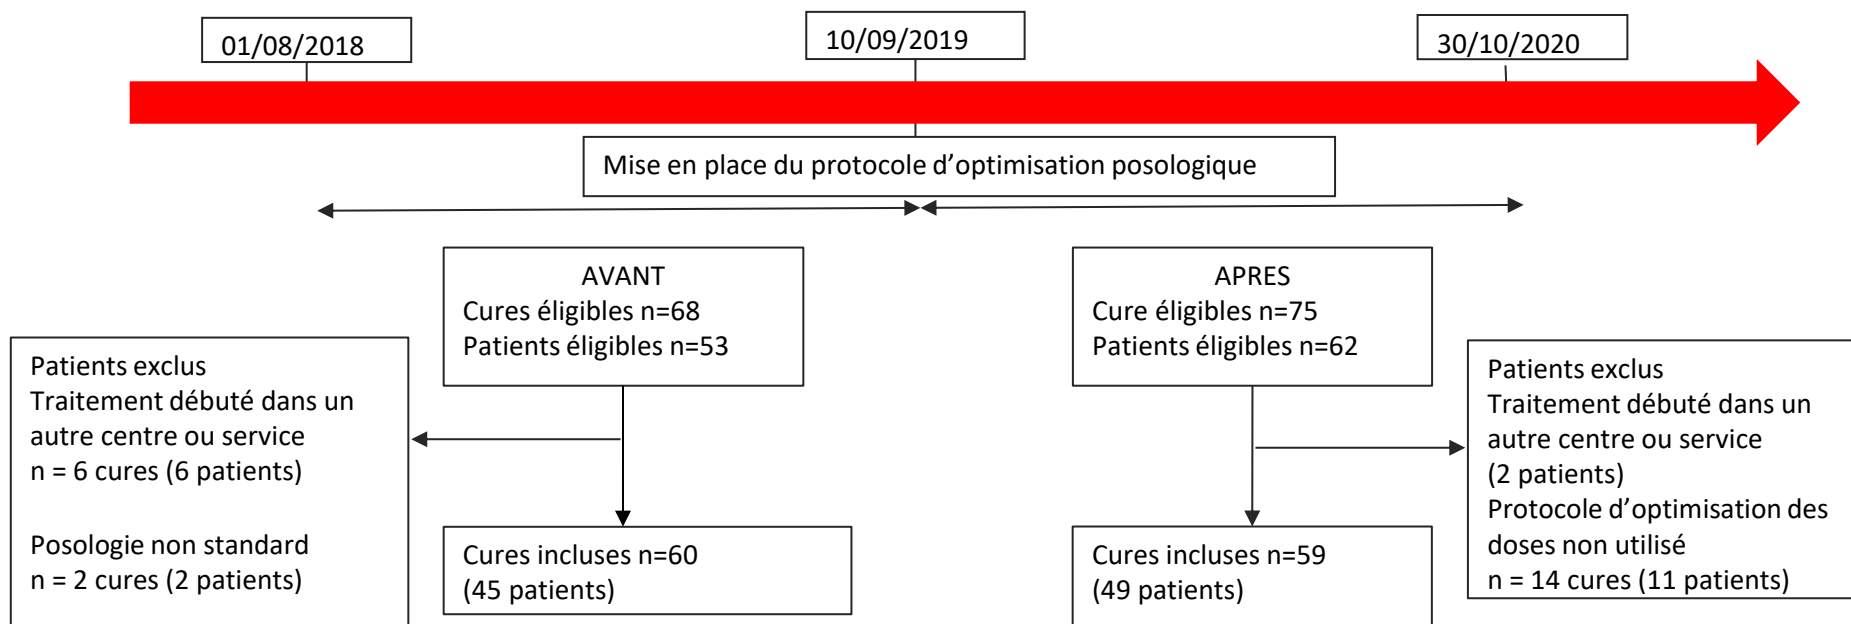 01/08/2018
10/09/2019
30/10/2020
Mise en place du protocole d’optimisation posologique
AVANT
Cures éligibles n=68
Patients éligibles n=53
APRES
Cure éligibles n=75
Patients éligibles n=62
Patients exclus
Traitement débuté dans un
autre centre ou service
n = 6 cures (6 patients)
Posologie non standard
n = 2 cures (2 patients)
Patients exclus
Traitement débuté dans un
autre centre ou service
(2 patients)
Protocole d’optimisation des
doses non utilisé
n = 14 cures (11 patients)
Cures incluses n=60
(45 patients)
Cures incluses n=59
(49 patients)